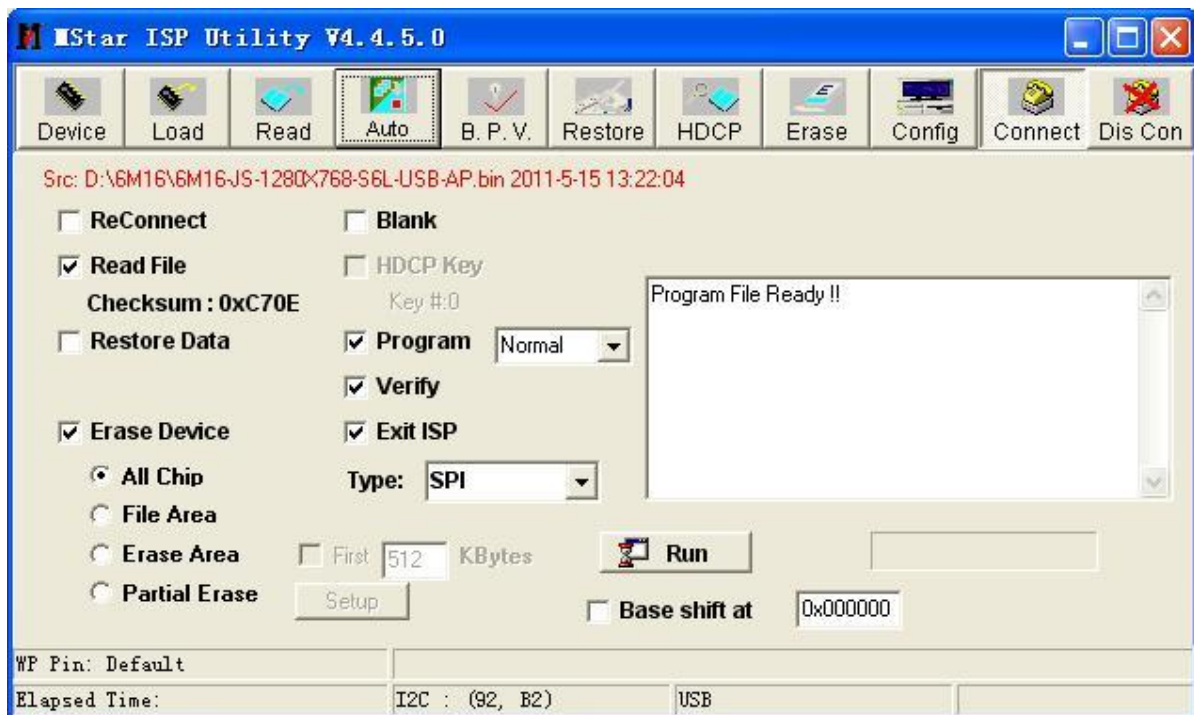 MStar ISP Utility V4.4.5.0
Device Load Read Auto B.P.V. Restore HDCP Erase Config Connect Dis Con
Src: D:\6M16\6M16-JS-1280X768-S6L-USB-AP.bin 2011-5-15 13:22:04
ReConnect Blank
Read File HDCP Key
Checksum : 0xC70E Key #:0 Program File Ready !!
Restore Data Program Normal
Verify
Erase Device Exit ISP
All Chip Type: SPI
File Area
Erase Area First 512 KBytes Run
Partial Erase Setup Base shift at 0x000000
WP Pin: Default
Elapsed Time: I2C : (92, B2) USB